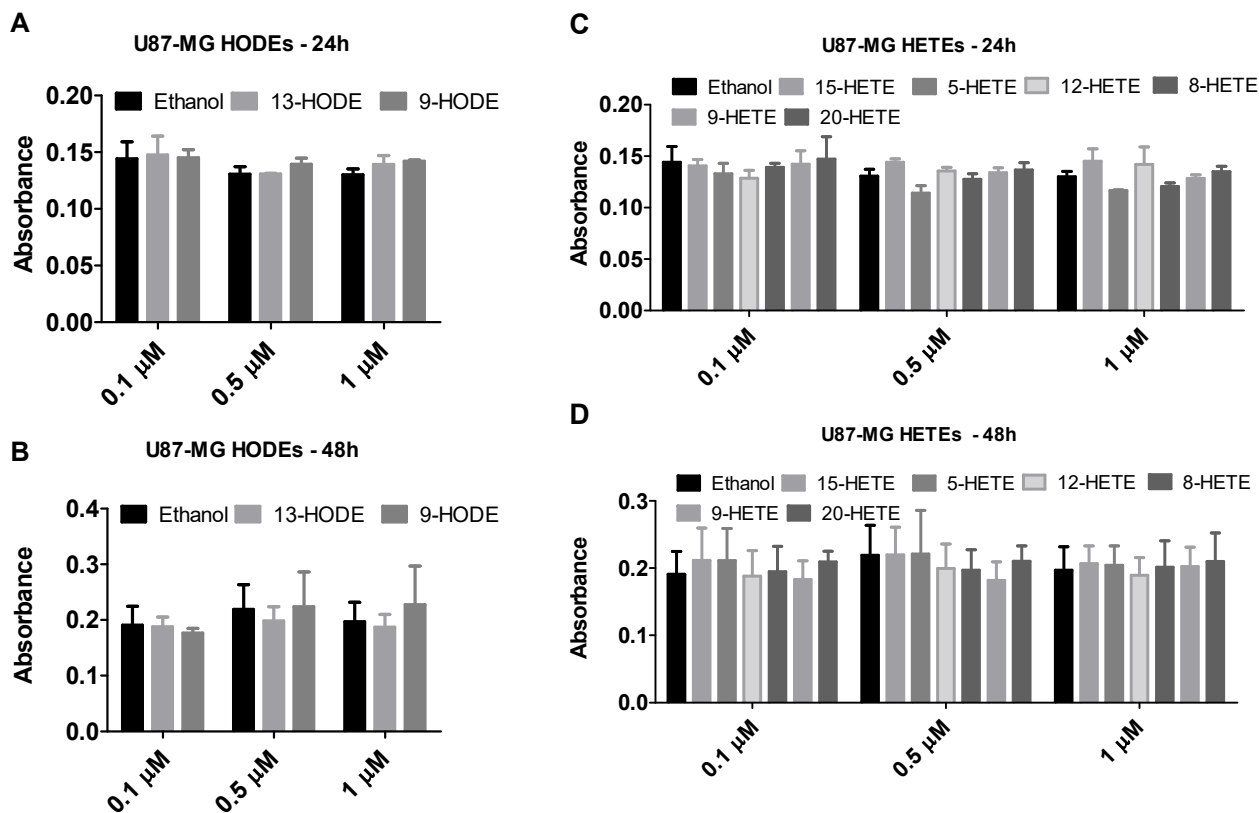 A
U87-MG HODEs - 24h
Ethanol 13-HODE 9-HODE
0.20
0.15
0.10
0.05
0.00
Absorbance
0.1 μM
0.5 μM
1 μM
B
U87-MG HODEs - 48h
Ethanol 13-HODE 9-HODE
0.4
0.3
0.2
0.1
0.0
Absorbance
0.1 μM
0.5 μM
1 μM
C
U87-MG HETEs - 24h
Ethanol 15-HETE 5-HETE 12-HETE 8-HETE
9-HETE 20-HETE
0.20
0.15
0.10
0.05
0.00
Absorbance
0.1 μM
0.5 μM
1 μM
D
U87-MG HETEs - 48h
Ethanol 15-HETE 5-HETE 12-HETE 8-HETE
9-HETE 20-HETE
0.3
0.2
0.1
0.0
Absorbance
0.1 μM
0.5 μM
1 μM